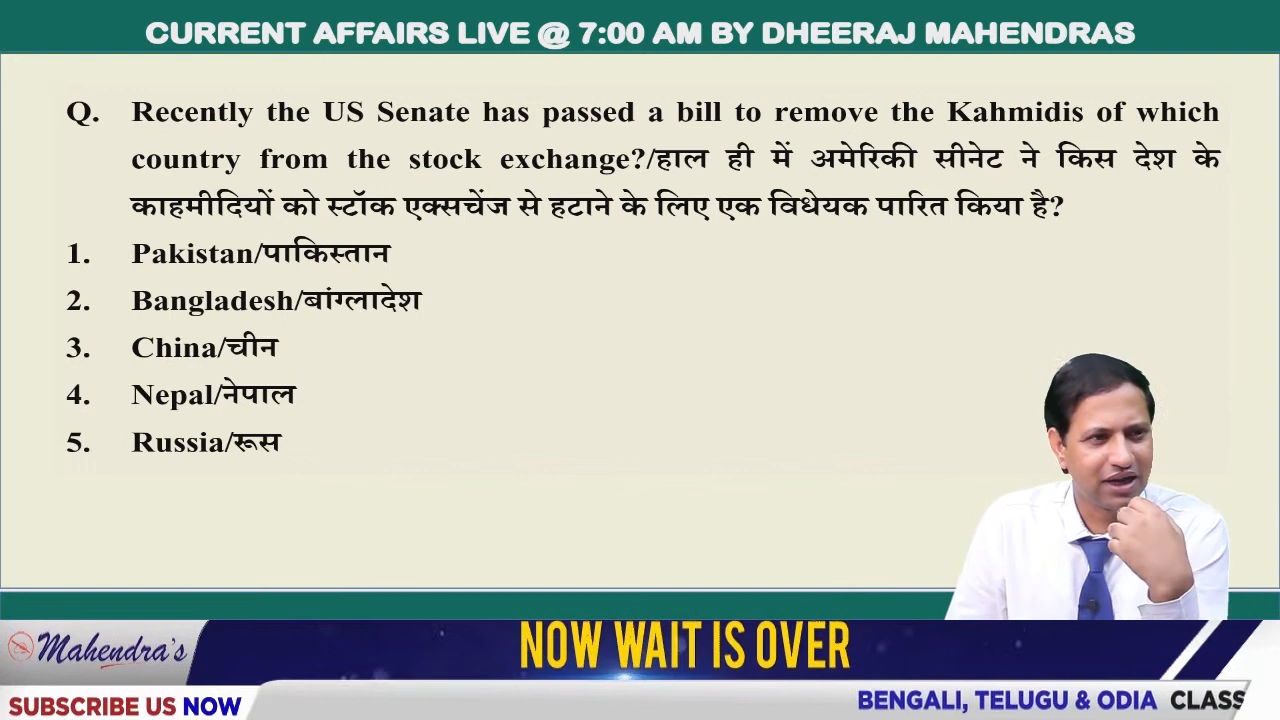 CURRENT AFFAIRS LIVE @ 7:00 AM BY DHEERAJ MAHENDRAS
Q. Recently the US Senate has passed a bill to remove the Kahmidis of which
country from the stock exchange?/हाल ही में अमेरिकी सीनेट ने किस देश के
काहमीदियों को स्टॉक एक्सचेंज से हटाने के लिए एक विधेयक पारित किया है?
1. Pakistan/पाकिस्तान
2. Bangladesh/बांग्लादेश
3. China/चीन
4. Nepal/नेपाल
5. Russia/रूस
Mahendra's
NOW WAIT IS OVER
SUBSCRIBE US NOW
BENGALI, TELUGU & ODIA CLASS